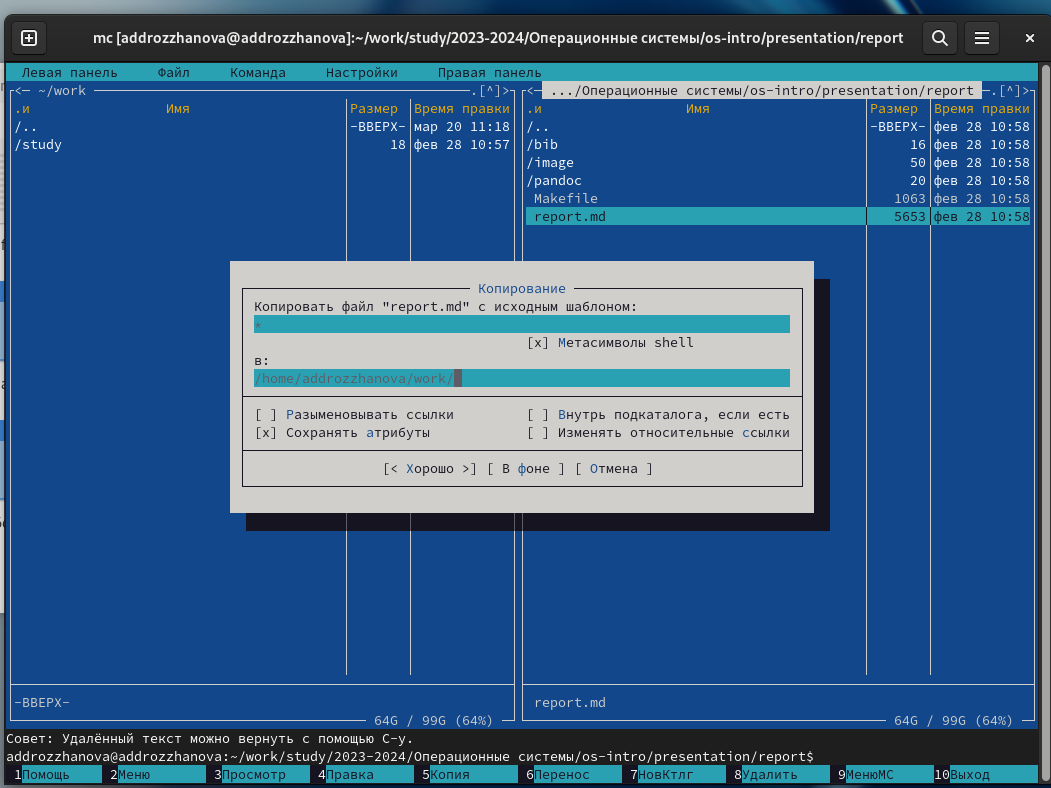 mc [addrozzhanova@addrozzhanova]:~/work/study/2023-2024/Операционные системы/os-intro/presentation/report
Левая панель Файл Команда Настройки Правая панель
<─ ~/work .[^]>
.и Имя Размер Время правки
/.. -ВВЕРХ- мар 20 11:18
/study 18 фев 28 10:57
<─ .../Операционные системы/os-intro/presentation/report .[^]>
.и Имя Размер Время правки
/.. -ВВЕРХ- фев 28 10:58
/bib 16 фев 28 10:58
/image 50 фев 28 10:58
/pandoc 20 фев 28 10:58
Makefile 1063 фев 28 10:58
report.md 5653 фев 28 10:58
Копирование
Копировать файл "report.md" с исходным шаблоном:
*
[x] Метасимволы shell
в:
/home/addrozzhanova/work/
[ ] Разыменовывать ссылки [ ] Внутрь подкаталога, если есть
[x] Сохранять атрибуты [ ] Изменять относительные ссылки
[< Хорошо >] [ В фоне ] [ Отмена ]
-ВВЕРХ-
64G / 99G (64%)
report.md
64G / 99G (64%)
Совет: Удалённый текст можно вернуть с помощью C-y.
addrozzhanova@addrozzhanova:~/work/study/2023-2024/Операционные системы/os-intro/presentation/report$
1Помощь 2Меню 3Просмотр 4Правка 5Копия 6Перенос 7НовКтлг 8Удалить 9МенюMC 10Выход